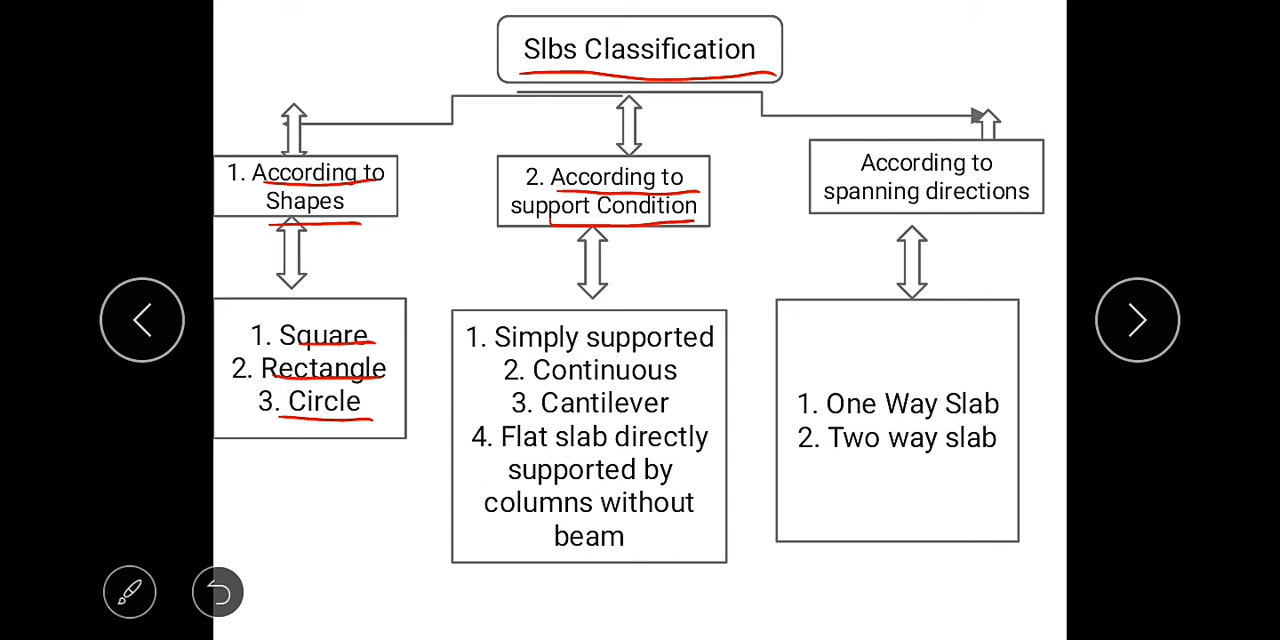 Slbs Classification
1. According to
Shapes
2. According to
support Condition
According to
spanning directions
1. Square
2. Rectangle
3. Circle
1. Simply supported
2. Continuous
3. Cantilever
4. Flat slab directly
supported by
columns without
beam
1. One Way Slab
2. Two way slab